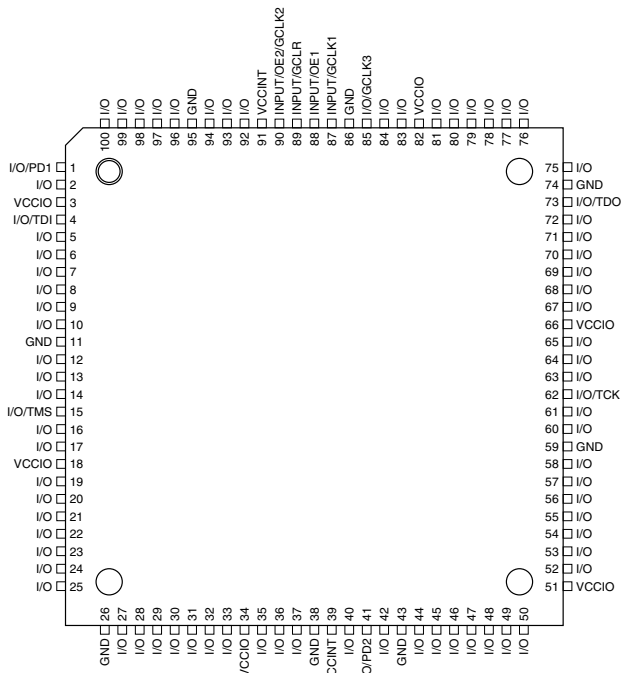 100 I/O
99 I/O
98 I/O
97 I/O
96 I/O
95 GND
94 I/O
93 I/O
92 I/O
91 VCCINT
90 INPUT/OE2/GCLK2
89 INPUT/GCLR
88 INPUT/OE1
87 INPUT/GCLK1
86 GND
85 I/O/GCLK3
84 I/O
83 I/O
82 VCCIO
81 I/O
80 I/O
79 I/O
78 I/O
77 I/O
76 I/O
I/O/PD1 1
I/O 2
VCCIO 3
I/O/TDI 4
I/O 5
I/O 6
I/O 7
I/O 8
I/O 9
I/O 10
GND 11
I/O 12
I/O 13
I/O 14
I/O/TMS 15
I/O 16
I/O 17
VCCIO 18
I/O 19
I/O 20
I/O 21
I/O 22
I/O 23
I/O 24
I/O 25
75 I/O
74 GND
73 I/O/TDO
72 I/O
71 I/O
70 I/O
69 I/O
68 I/O
67 I/O
66 VCCIO
65 I/O
64 I/O
63 I/O
62 I/O/TCK
61 I/O
60 I/O
59 GND
58 I/O
57 I/O
56 I/O
55 I/O
54 I/O
53 I/O
52 I/O
51 VCCIO
GND 26
I/O 27
I/O 28
I/O 29
I/O 30
I/O 31
I/O 32
I/O 33
CCIO 34
I/O 35
I/O 36
I/O 37
GND 38
CCINT 39
I/O 40
O/PD2 41
I/O 42
GND 43
I/O 44
I/O 45
I/O 46
I/O 47
I/O 48
I/O 49
I/O 50